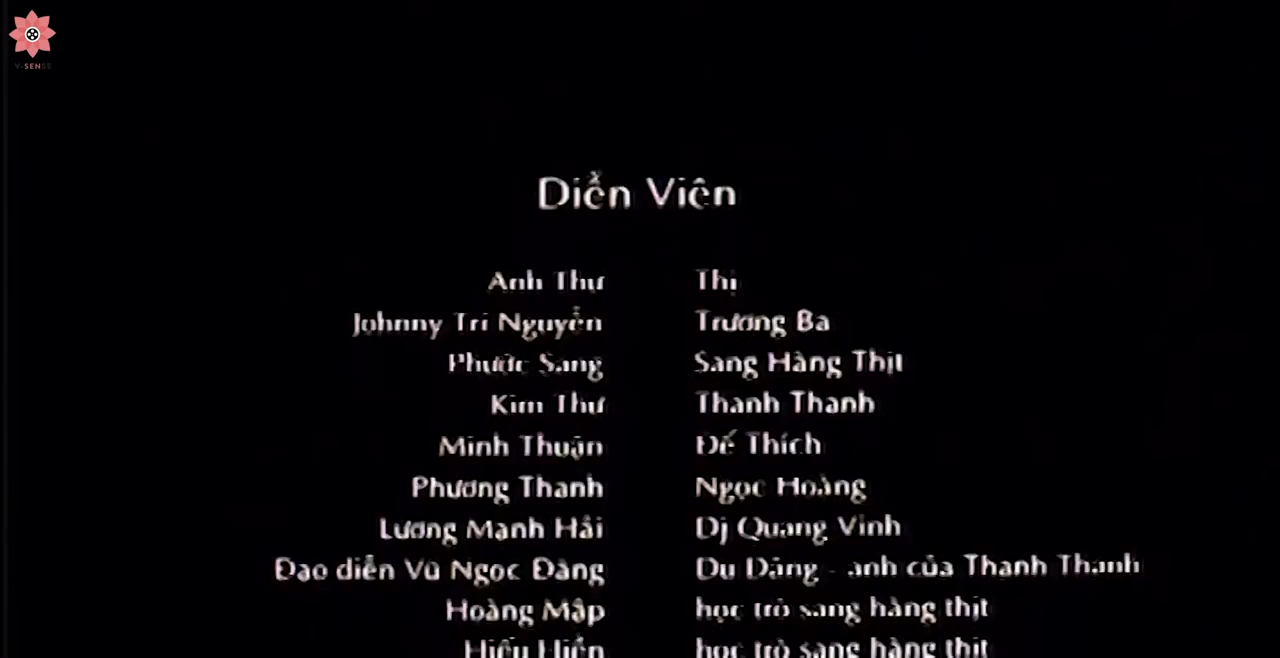 V-SENSE
Diễn Viên
Anh Thư Thị
Johnny Trí Nguyễn Trương Ba
Phước Sang Sang Hàng Thịt
Kim Thư Thanh Thanh
Minh Thuận Đế Thích
Phương Thanh Ngọc Hoàng
Lương Mạnh Hải Dj Quang Vinh
Đạo diễn Vũ Ngọc Đãng Du Dãng - anh của Thanh Thanh
Hoàng Mập học trò sang hàng thịt
Hiếu Hiền học trò sang hàng thịt